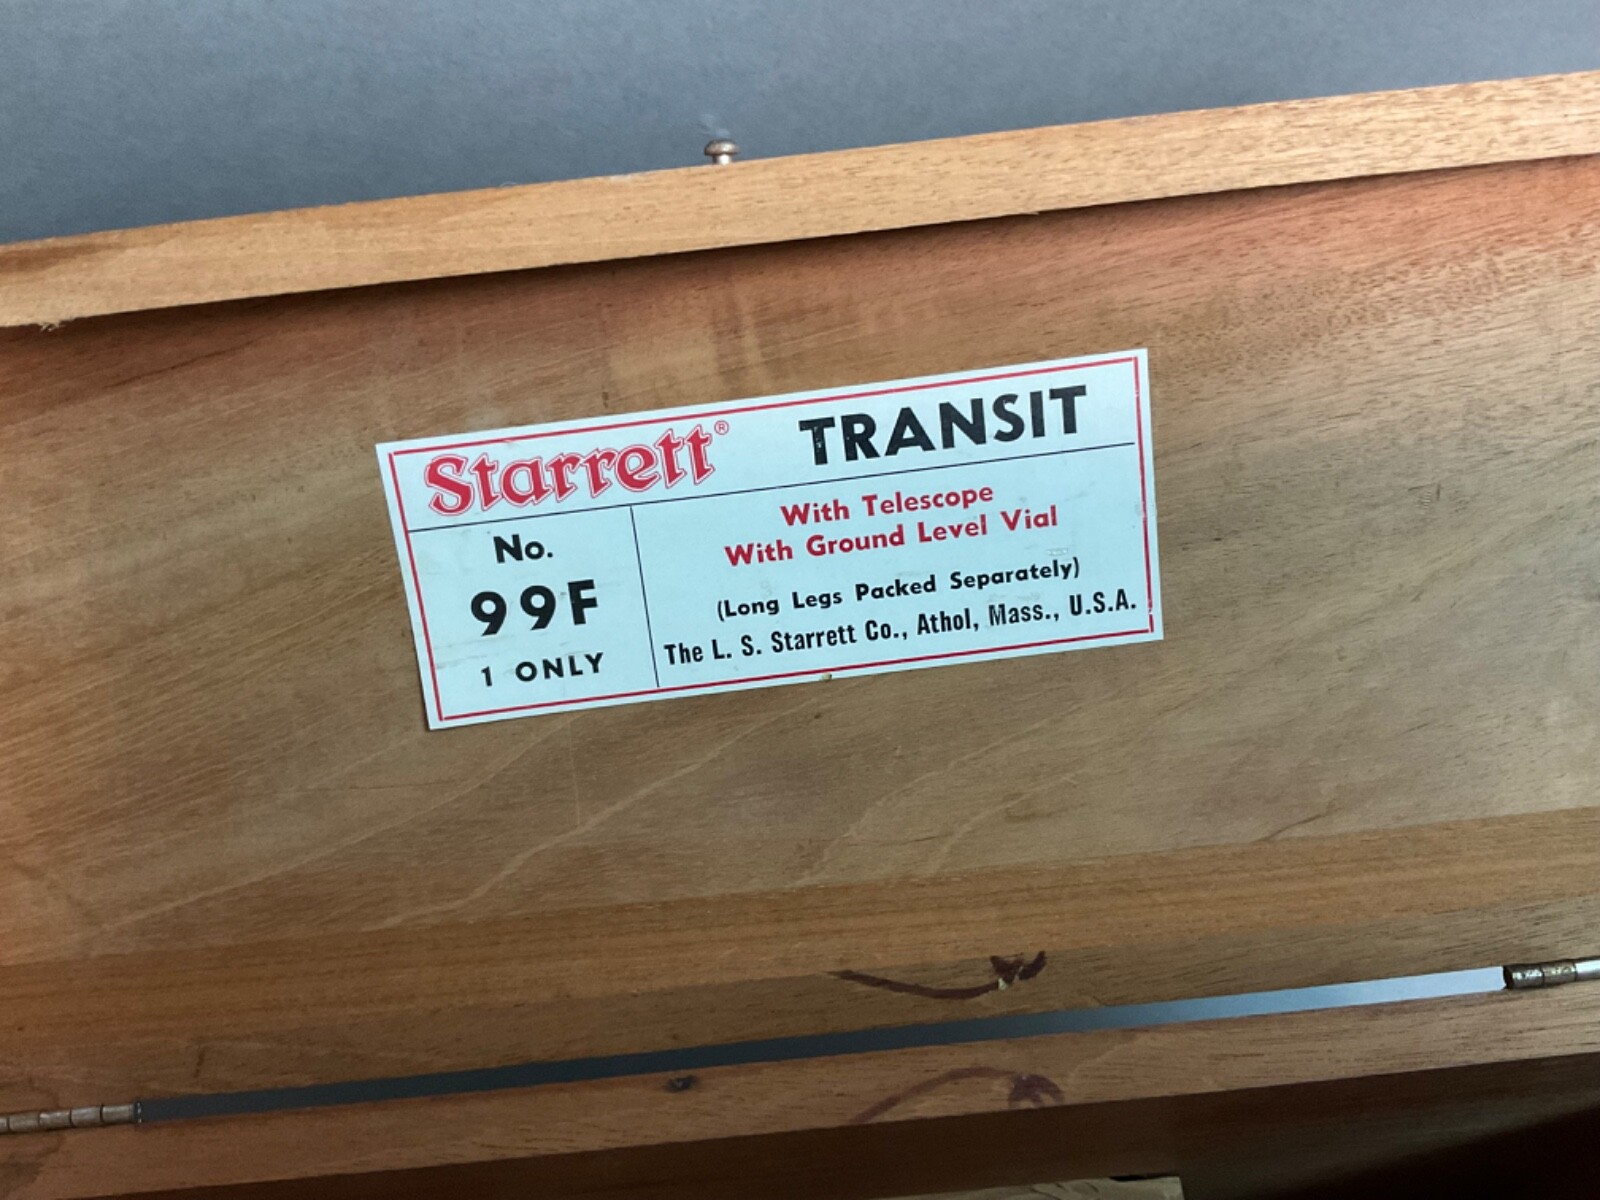 Starrett® TRANSIT
No.
99F
1 ONLY
With Telescope
With Ground Level Vial
(Long Legs Packed Separately)
The L. S. Starrett Co., Athol, Mass., U.S.A.